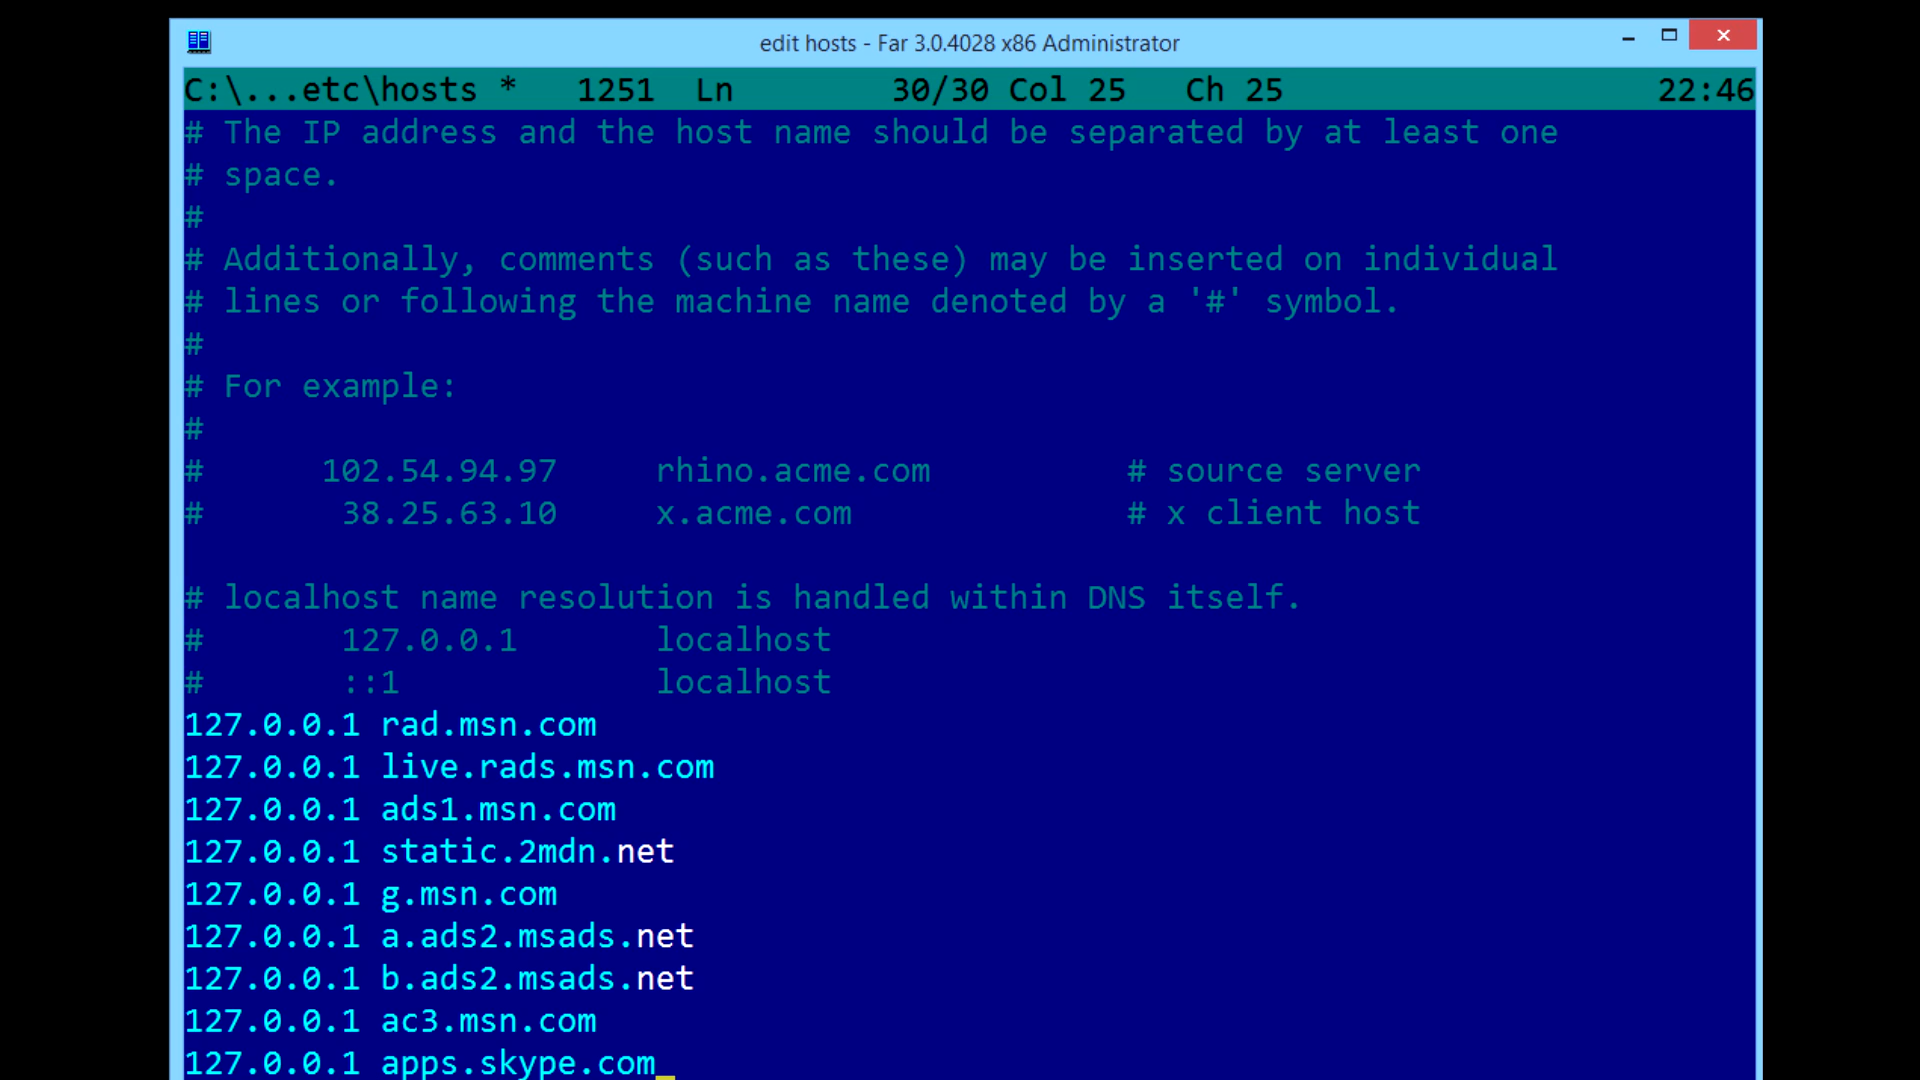 edit hosts - Far 3.0.4028 x86 Administrator
C:\...etc\hosts * 1251 Ln 30/30 Col 25 Ch 25 22:46
# The IP address and the host name should be separated by at least one
# space.
#
# Additionally, comments (such as these) may be inserted on individual
# lines or following the machine name denoted by a '#' symbol.
#
# For example:
#
# 102.54.94.97 rhino.acme.com # source server
# 38.25.63.10 x.acme.com # x client host
# localhost name resolution is handled within DNS itself.
# 127.0.0.1 localhost
# ::1 localhost
127.0.0.1 rad.msn.com
127.0.0.1 live.rads.msn.com
127.0.0.1 ads1.msn.com
127.0.0.1 static.2mdn.net
127.0.0.1 g.msn.com
127.0.0.1 a.ads2.msads.net
127.0.0.1 b.ads2.msads.net
127.0.0.1 ac3.msn.com
127.0.0.1 apps.skype.com